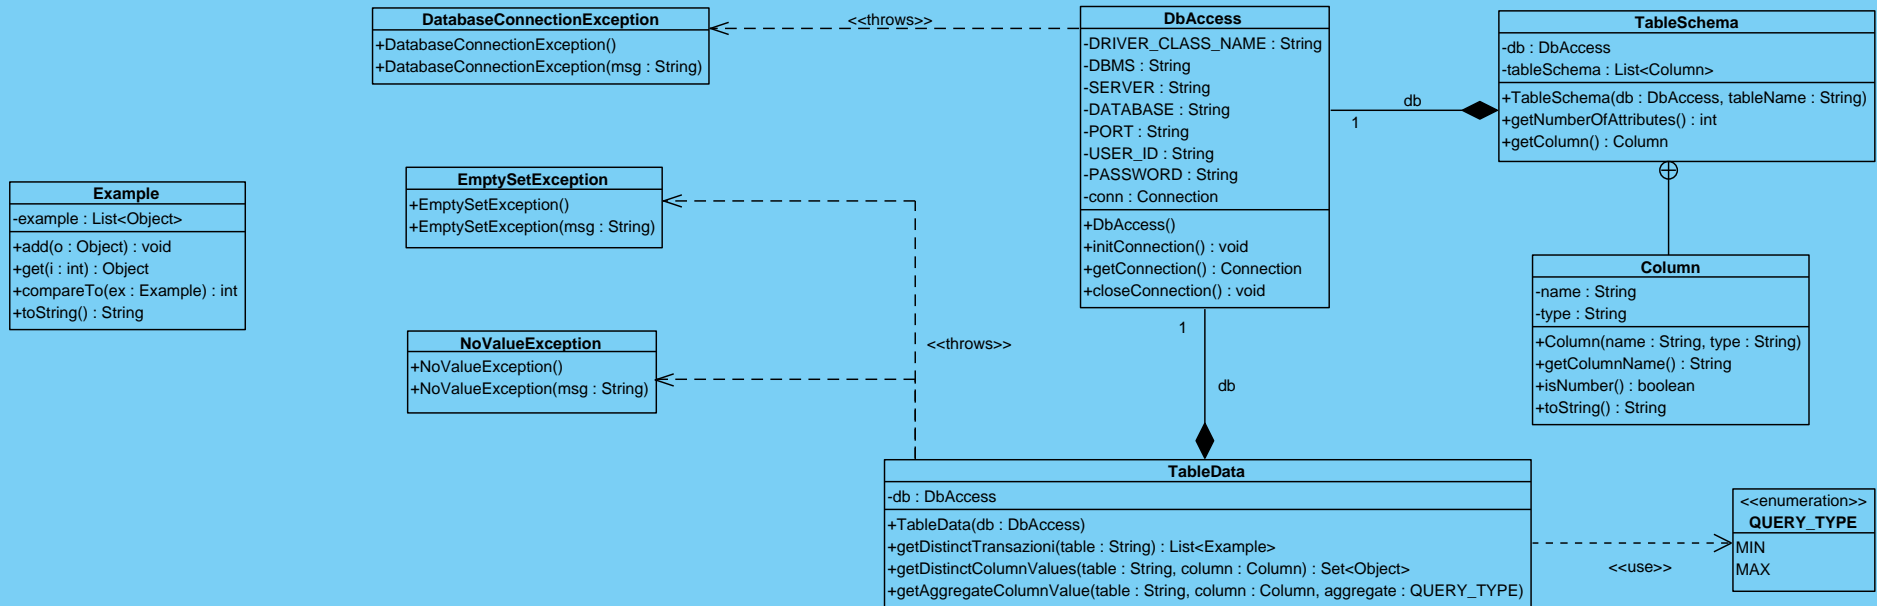 DatabaseConnectionException
+DatabaseConnectionException()
+DatabaseConnectionException(msg : String)
<<throws>>
DbAccess
-DRIVER_CLASS_NAME : String
-DBMS : String
-SERVER : String
-DATABASE : String
-PORT : String
-USER_ID : String
-PASSWORD : String
-conn : Connection
+DbAccess()
+initConnection() : void
+getConnection() : Connection
+closeConnection() : void
db
1
TableSchema
-db : DbAccess
-tableSchema : List<Column>
+TableSchema(db : DbAccess, tableName : String)
+getNumberOfAttributes() : int
+getColumn() : Column
Example
-example : List<Object>
+add(o : Object) : void
+get(i : int) : Object
+compareTo(ex : Example) : int
+toString() : String
EmptySetException
+EmptySetException()
+EmptySetException(msg : String)
NoValueException
+NoValueException()
+NoValueException(msg : String)
<<throws>>
1
db
Column
-name : String
-type : String
+Column(name : String, type : String)
+getColumnName() : String
+isNumber() : boolean
+toString() : String
TableData
-db : DbAccess
+TableData(db : DbAccess)
+getDistinctTransazioni(table : String) : List<Example>
+getDistinctColumnValues(table : String, column : Column) : Set<Object>
+getAggregateColumnValue(table : String, column : Column, aggregate : QUERY_TYPE)
<<use>>
<<enumeration>>
QUERY_TYPE
MIN
MAX